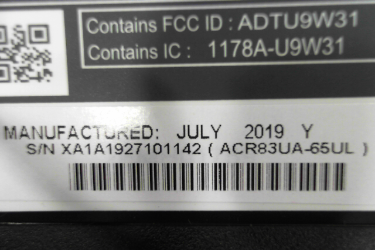 Contains FCC ID : ADTU9W31
Contains IC : 1178A-U9W31
MANUFACTURED: JULY 2019 Y
S/N XA1A1927101142 ( ACR83UA-65UL )